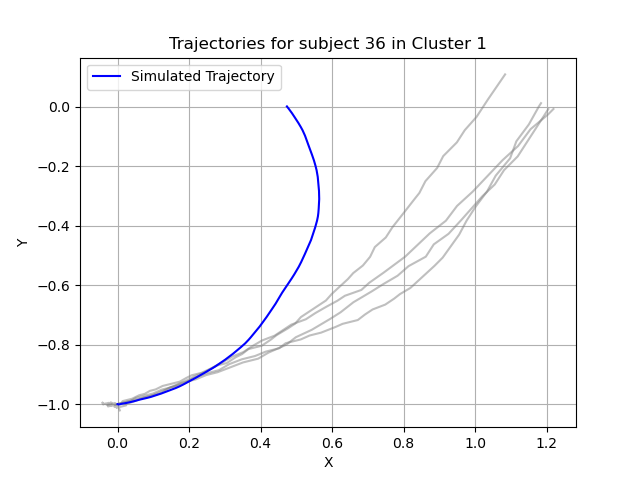 Trajectories for subject 36 in Cluster 1
Simulated Trajectory
0.0
−0.2
−0.4
−0.6
−0.8
−1.0
Y
0.0 0.2 0.4 0.6 0.8 1.0 1.2
X